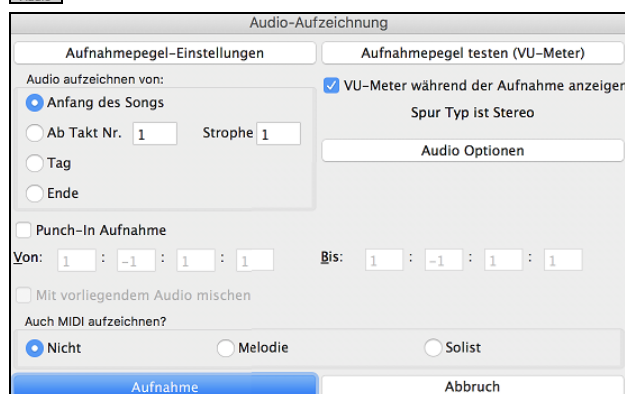 Audio-Aufzeichnung
Aufnahmepegel-Einstellungen
Aufnahmepegel testen (VU-Meter)
Audio aufzeichnen von:
Anfang des Songs
Ab Takt Nr. 1 Strophe 1
Tag
Ende
VU-Meter während der Aufnahme anzeigen
Spur Typ ist Stereo
Audio Optionen
Punch-In Aufnahme
Von: 1 : -1 : 1 : 1 Bis: 1 : -1 : 1 : 1
Mit vorliegendem Audio mischen
Auch MIDI aufzeichnen?
Nicht Melodie Solist
Aufnahme Abbruch